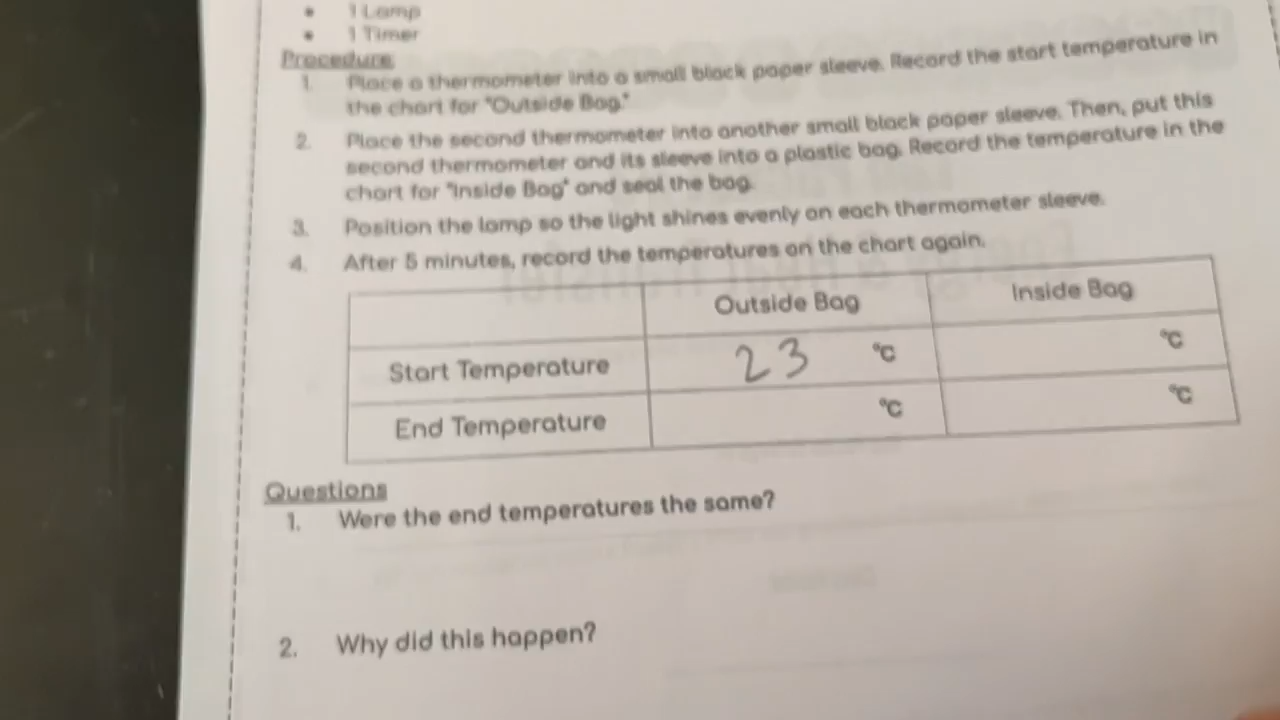 • 1 Lamp
• 1 Timer
Procedure:
1. Place a thermometer into a small black paper sleeve. Record the start temperature in
the chart for "Outside Bag."
2. Place the second thermometer into another small black paper sleeve. Then, put this
second thermometer and its sleeve into a plastic bag. Record the temperature in the
chart for "Inside Bag" and seal the bag.
3. Position the lamp so the light shines evenly on each thermometer sleeve.
4. After 5 minutes, record the temperatures on the chart again.
Outside Bag Inside Bag
Start Temperature 23 °C °C
End Temperature °C °C
Questions
1. Were the end temperatures the same?
2. Why did this happen?